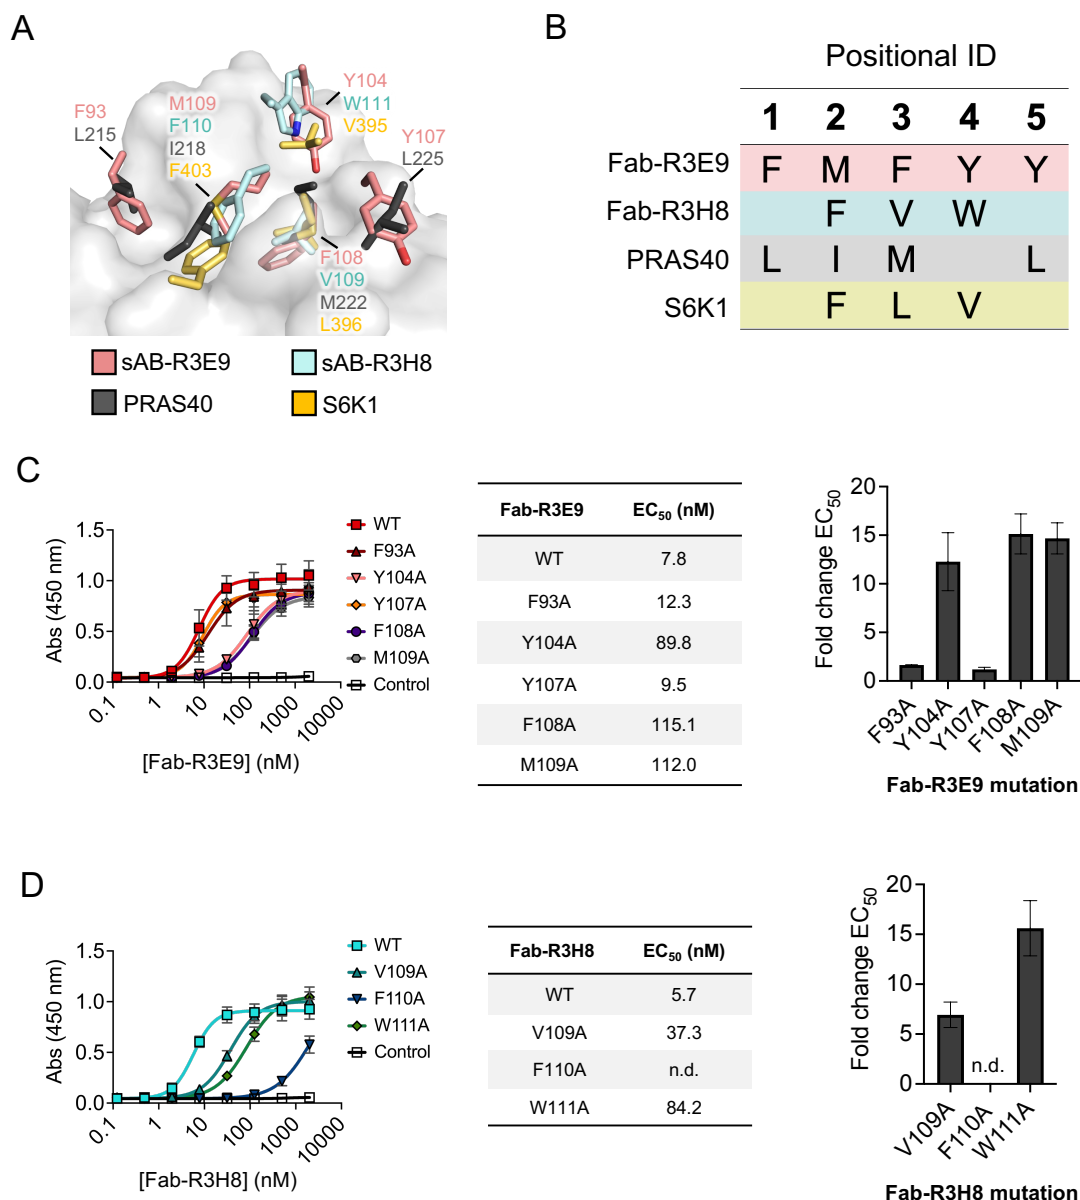 A
F93
L215
M109
F110
I218
F403
Y104
W111
V395
Y107
L225
F108
V109
M222
L396
sAB-R3E9
sAB-R3H8
PRAS40
S6K1
B
Positional ID
1 2 3 4 5
Fab-R3E9 F M F Y Y
Fab-R3H8 F V W
PRAS40 L I M L
S6K1 F L V
C
Abs (450 nm)
1.5
1.0
0.5
0.0
0.1 1 10 100 1000 10000
[Fab-R3E9] (nM)
WT
F93A
Y104A
Y107A
F108A
M109A
Control
Fab-R3E9 EC50 (nM)
WT 7.8
F93A 12.3
Y104A 89.8
Y107A 9.5
F108A 115.1
M109A 112.0
Fold change EC50
20
15
10
5
0
F93A Y104A Y107A F108A M109A
Fab-R3E9 mutation
D
Abs (450 nm)
1.5
1.0
0.5
0.0
0.1 1 10 100 1000 10000
[Fab-R3H8] (nM)
WT
V109A
F110A
W111A
Control
Fab-R3H8 EC50 (nM)
WT 5.7
V109A 37.3
F110A n.d.
W111A 84.2
Fold change EC50
20
15
10
5
0
n.d.
V109A F110A W111A
Fab-R3H8 mutation